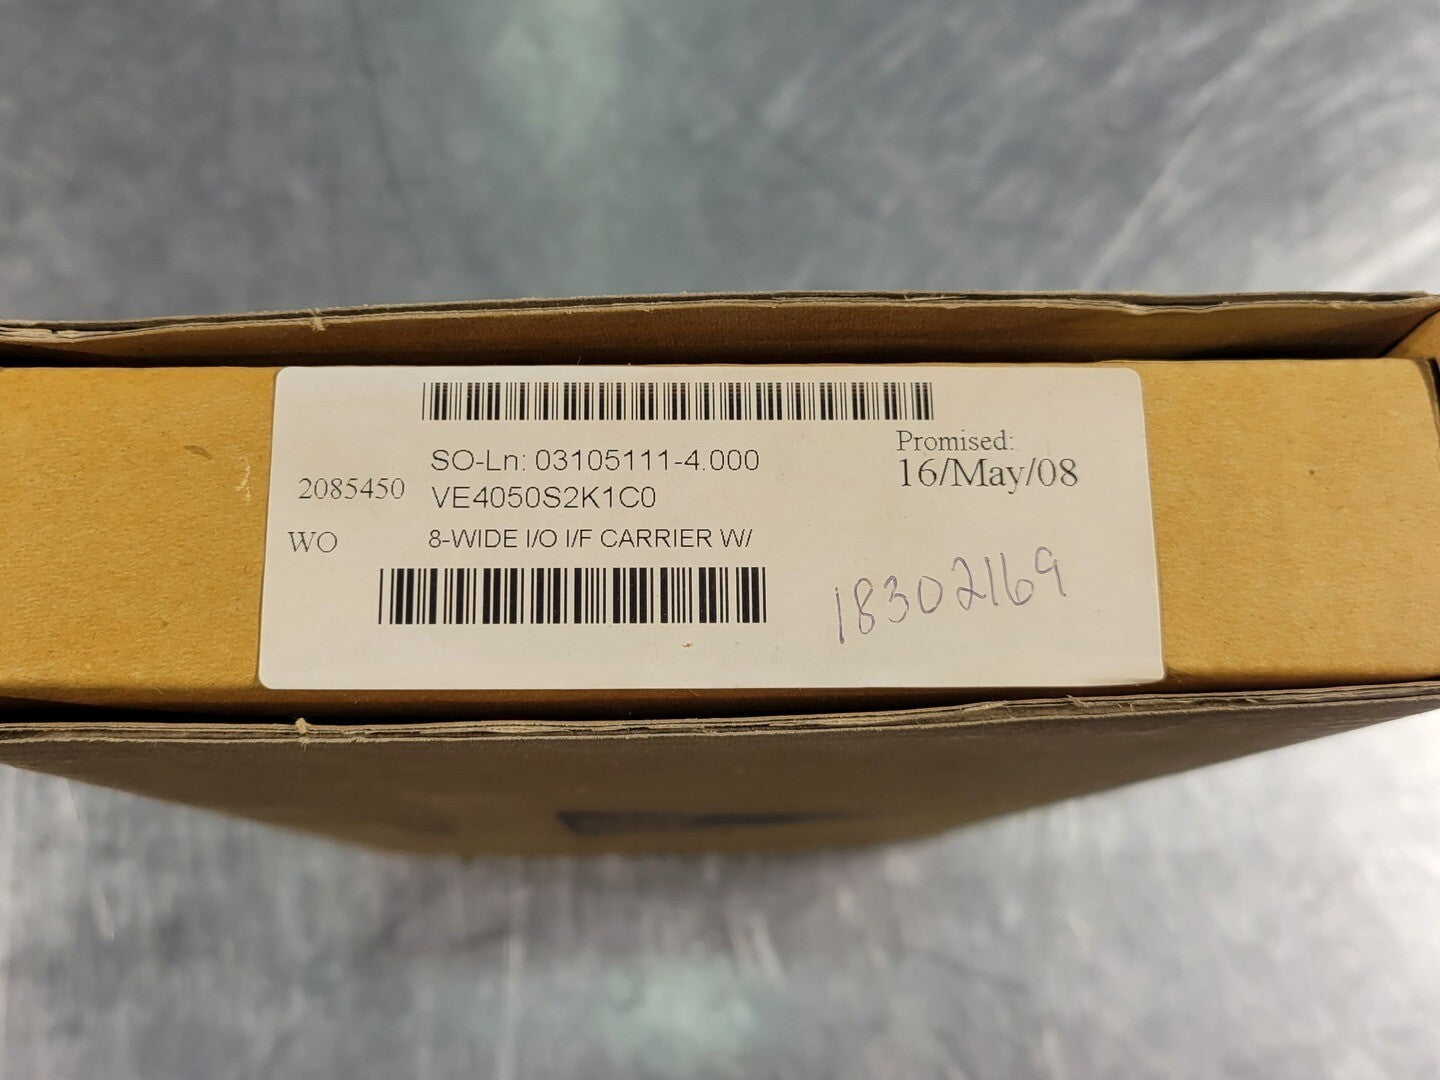 SO-Ln: 03105111-4.000
Promised:
16/May/08
2085450
VE4050S2K1C0
WO
8-WIDE I/O I/F CARRIER W/
18302169